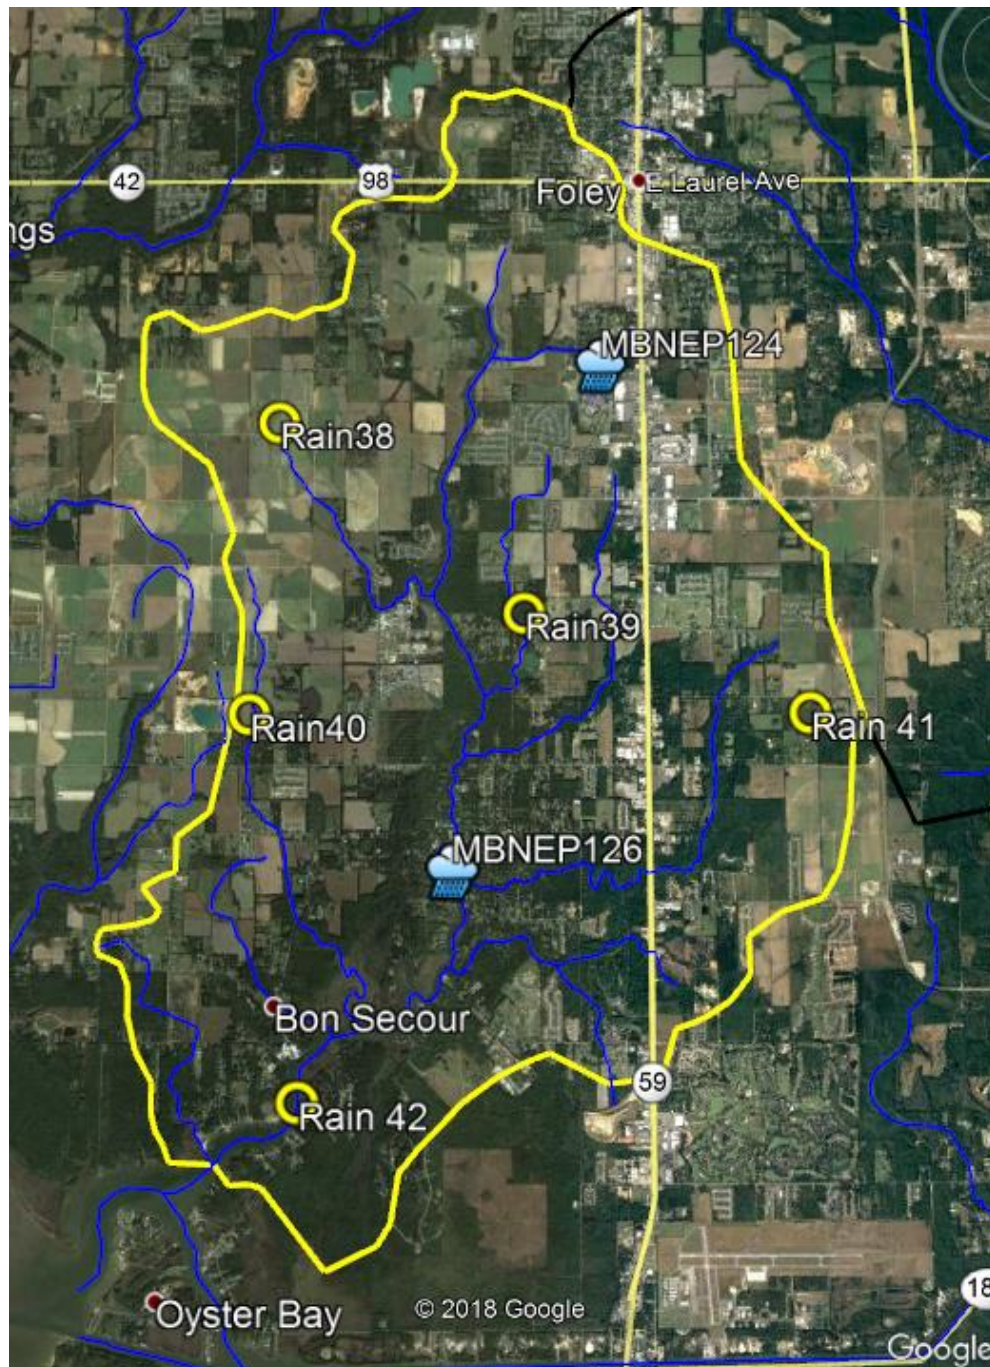 42
98
Foley
E Laurel Ave
ngs
MBNEP124
Rain38
Rain39
Rain40
Rain 41
MBNEP126
Bon Secour
59
Rain 42
18
Oyster Bay
© 2018 Google
Google